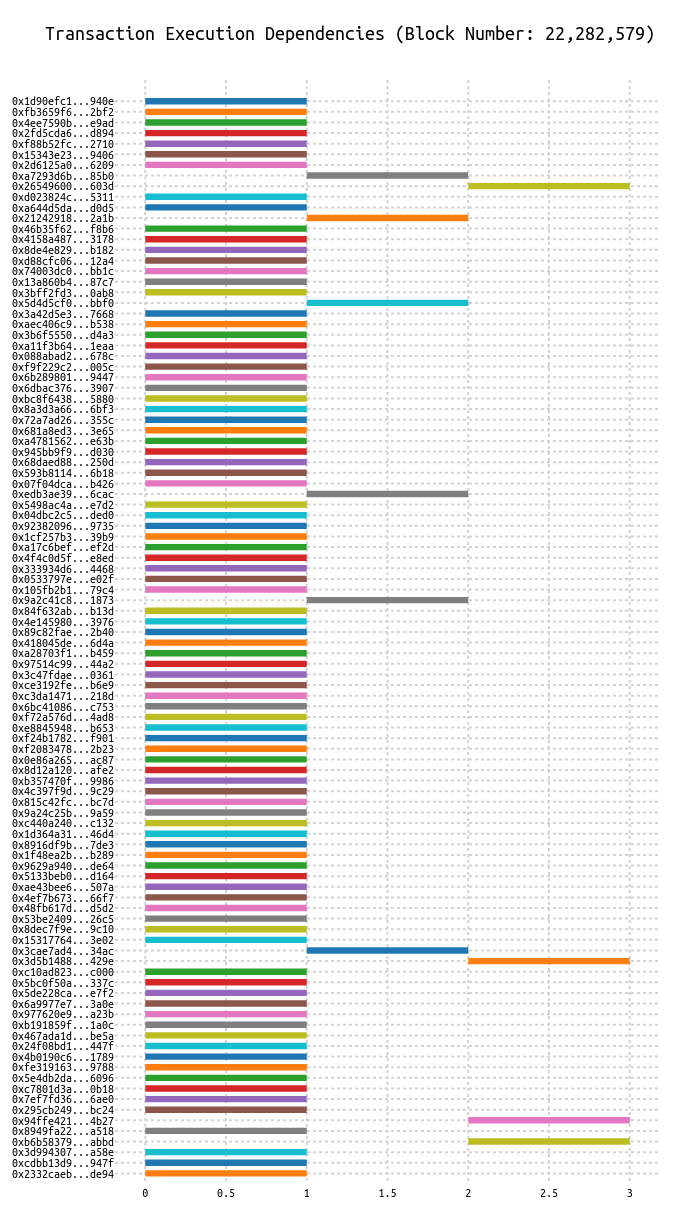 Transaction Execution Dependencies (Block Number: 22,282,579)
0x1d90efc1...940e
0xfb3659f6...2bf2
0x4ee7590b...e9ad
0x2fd5cda6...d894
0xf88b52fc...2710
0x15343e23...9406
0x2d6125a0...6209
0xa7293d6b...85b0
0x26549600...603d
0xd023824c...5311
0xa644d5da...d0d5
0x21242918...2a1b
0x46b35f62...f8b6
0x4158a487...3178
0x8de4e829...b182
0xd88cfc06...12a4
0x74003dc0...bb1c
0x13a860b4...87c7
0x3bff2fd3...0ab8
0x5d4d5cf0...bbf0
0x3a42d5e3...7668
0xaec406c9...b538
0x3b6f5550...d4a3
0xa11f3b64...1eaa
0x088abad2...678c
0xf9f229c2...005c
0x6b289801...9447
0x6dbac376...3907
0xbc8f6438...5880
0x8a3d3a66...6bf3
0x72a7ad26...355c
0x681a8ed3...3e65
0xa4781562...e63b
0x945bb9f9...d030
0x68daed88...250d
0x593b8114...6b18
0x07f04dca...b426
0xedb3ae39...6cac
0x5498ac4a...e7d2
0x04dbc2c5...ded0
0x92382096...9735
0x1cf257b3...39b9
0xa17c6bef...ef2d
0x4f4c0d5f...e8ed
0x333934d6...4468
0x0533797e...e02f
0x105fb2b1...79c4
0x9a2c41c8...1873
0x84f632ab...b13d
0x4e145980...3976
0x89c82fae...2b40
0x418045de...6d4a
0xa28703f1...b459
0x97514c99...44a2
0x3c47fdae...0361
0xce3192fe...b6e9
0xc3da1471...218d
0x6bc41086...c753
0xf72a576d...4ad8
0xe8845948...b653
0xf24b1782...f901
0xf2083478...2b23
0x0e86a265...ac87
0x8d12a120...afe2
0xb357470f...9986
0x4c397f9d...9c29
0x815c42fc...bc7d
0x9a24c25b...9a59
0xc440a240...c132
0x1d364a31...46d4
0x8916df9b...7de3
0x1f48ea2b...b289
0x9629a940...de64
0x5133beb0...d164
0xae43bee6...507a
0x4ef7b673...66f7
0x48fb617d...d5d2
0x53be2409...26c5
0x8dec7f9e...9c10
0x15317764...3e02
0x3cae7ad4...34ac
0x3d5b1488...429e
0xc10ad823...c000
0x5bc0f50a...337c
0x5de228ca...e7f2
0x6a9977e7...3a0e
0x977620e9...a23b
0xb191859f...1a0c
0x467ada1d...be5a
0x24f08bd1...447f
0x4b0190c6...1789
0xfe319163...9788
0x5e4db2da...6096
0xc7801d3a...0b18
0x7ef7fd36...6ae0
0x295cb249...bc24
0x94ffe421...4b27
0x8949fa22...a518
0xb6b58379...abbd
0x3d994307...a58e
0xcdbb13d9...947f
0x2332caeb...de94
0 0.5 1 1.5 2 2.5 3